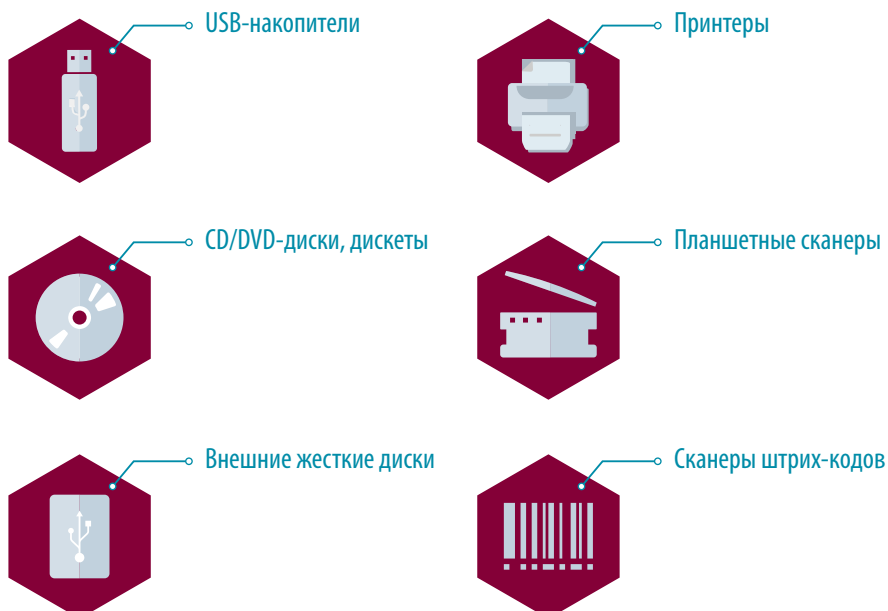 USB-накопители
Принтеры
CD/DVD-диски, дискеты
Планшетные сканеры
Внешние жесткие диски
Сканеры штрих-кодов